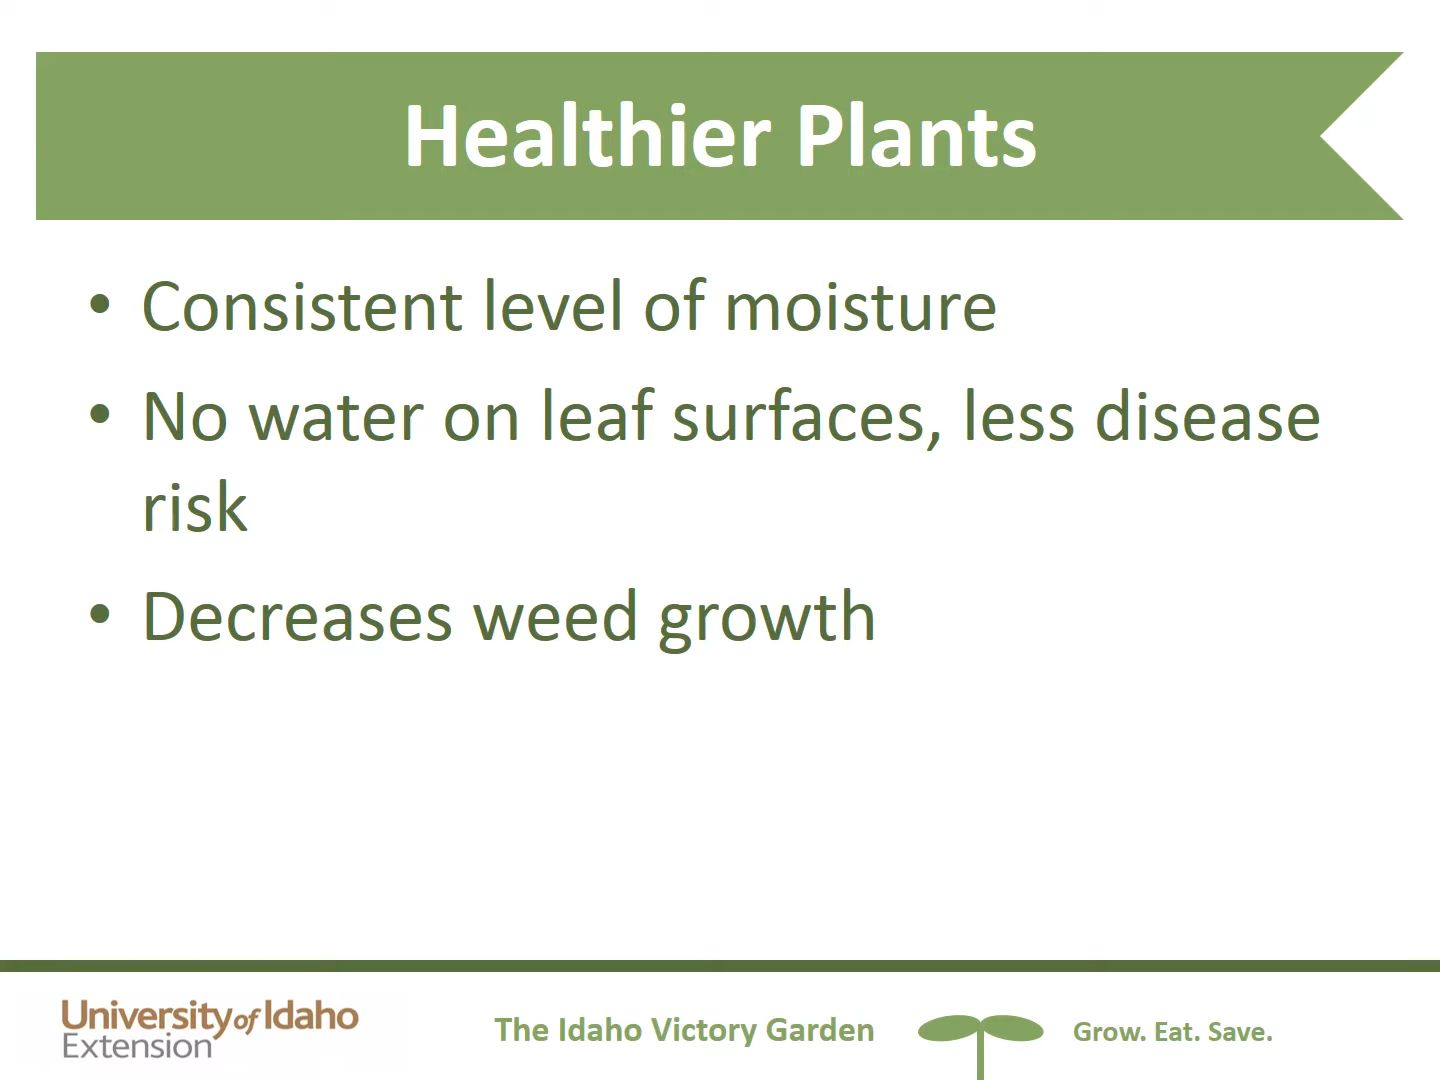 Healthier Plants
• Consistent level of moisture
• No water on leaf surfaces, less disease
risk
• Decreases weed growth
University of Idaho
Extension
The Idaho Victory Garden
Grow. Eat. Save.